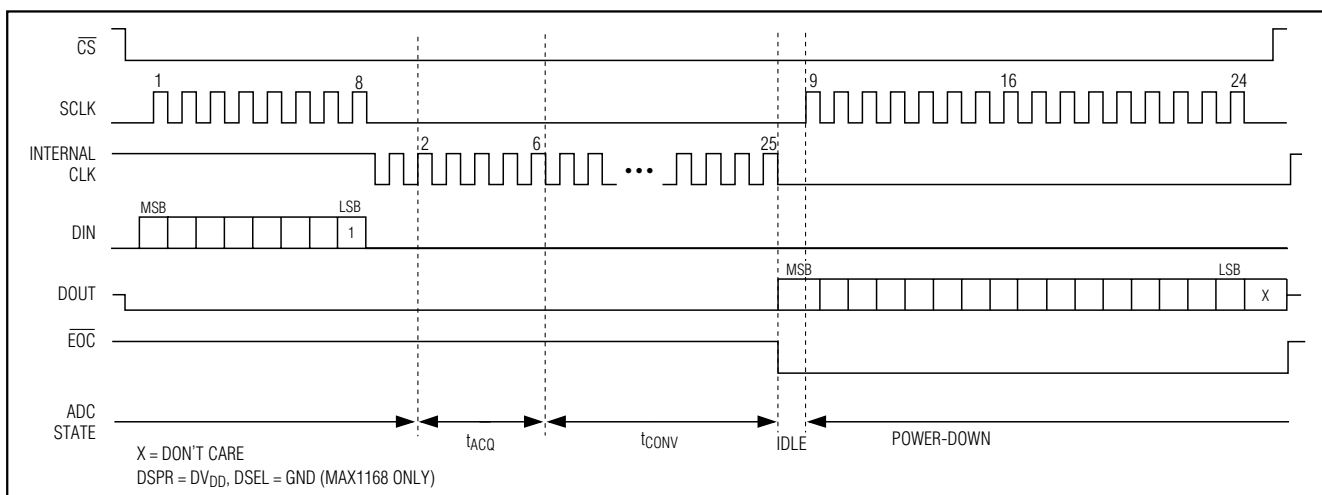 CS
1 8 9 16 24
SCLK
2 6 25
INTERNAL
CLK
•••
MSB LSB
DIN 1
MSB LSB
DOUT X
EOC
ADC
STATE
tACQ tCONV IDLE POWER-DOWN
X = DON'T CARE
DSPR = DVDD, DSEL = GND (MAX1168 ONLY)